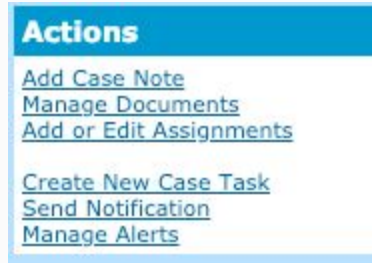 Actions
Add Case Note
Manage Documents
Add or Edit Assignments
Create New Case Task
Send Notification
Manage Alerts